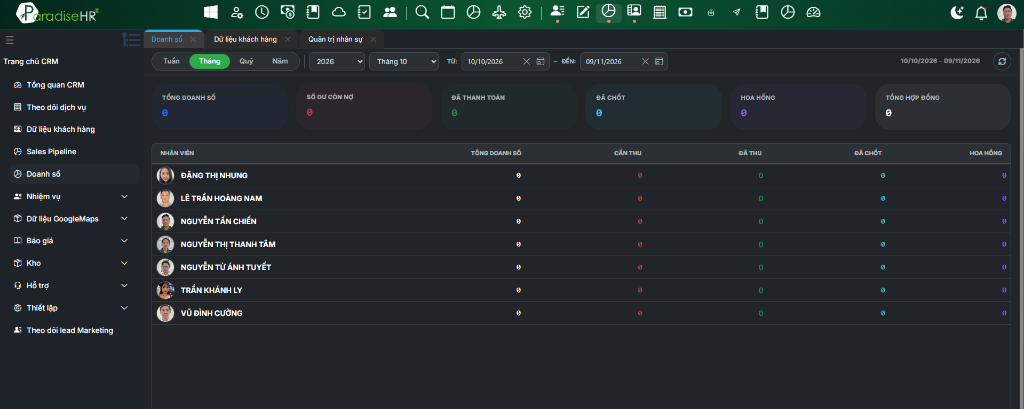 ParadiseHR
Doanh số
Dữ liệu khách hàng
Quản trị nhân sự
Trang chủ CRM
Tổng quan CRM
Theo dõi dịch vụ
Dữ liệu khách hàng
Sales Pipeline
Doanh số
Nhiệm vụ
Dữ liệu GoogleMaps
Báo giá
Kho
Hỗ trợ
Thiết lập
Theo dõi lead Marketing
Tuần Tháng Quý Năm 2026 Tháng 10 TỪ: 10/10/2026 – ĐẾN: 09/11/2026 10/10/2026 - 09/11/2026
TỔNG DOANH SỐ
0
SỐ DƯ CÒN NỢ
0
ĐÃ THANH TOÁN
0
ĐÃ CHỐT
0
HOA HỒNG
0
TỔNG HỢP ĐỒNG
0
NHÂN VIÊN TỔNG DOANH SỐ CẦN THU ĐÃ THU ĐÃ CHỐT HOA HỒNG
ĐẶNG THỊ NHUNG 0 0 0 0 0
LÊ TRẦN HOÀNG NAM 0 0 0 0 0
NGUYỄN TẤN CHIẾN 0 0 0 0 0
NGUYỄN THỊ THANH TÂM 0 0 0 0 0
NGUYỄN TỪ ÁNH TUYẾT 0 0 0 0 0
TRẦN KHÁNH LY 0 0 0 0 0
VŨ ĐÌNH CƯỜNG 0 0 0 0 0